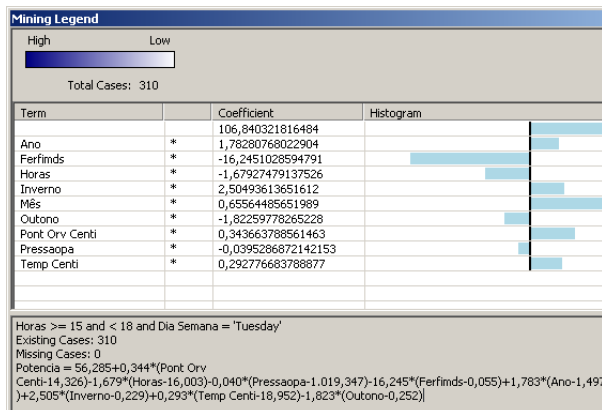 Mining Legend
High Low
Total Cases: 310
Term Coefficient Histogram
106,840321816484
Ano * 1,78280768022904
Ferfimds * -16,2451028594791
Horas * -1,67927479137526
Inverno * 2,50493613651612
Mês * 0,65564485651989
Outono * -1,82259778265228
Pont Orv Centi * 0,343663788561463
Pressaopa * -0,0395286872142153
Temp Centi * 0,292776683788877
Horas >= 15 and < 18 and Dia Semana = 'Tuesday'
Existing Cases: 310
Missing Cases: 0
Potencia = 56,285+0,344*(Pont Orv
Centi-14,326)-1,679*(Horas-16,003)-0,040*(Pressaopa-1.019,347)-16,245*(Ferfimds-0,055)+1,783*(Ano-1,497
)+2,505*(Inverno-0,229)+0,293*(Temp Centi-18,952)-1,823*(Outono-0,252)